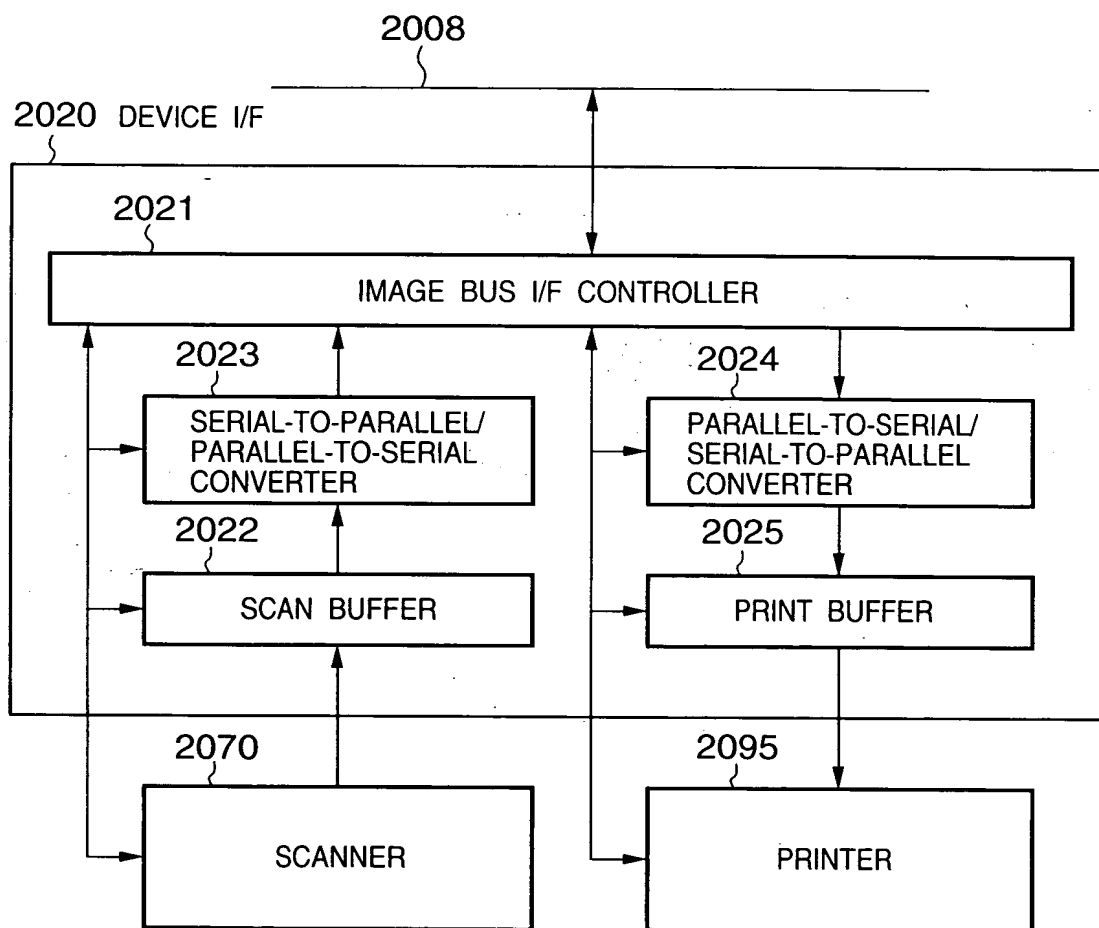 2008
2020 DEVICE I/F
2021
IMAGE BUS I/F CONTROLLER
2023
SERIAL-TO-PARALLEL/
PARALLEL-TO-SERIAL
CONVERTER
2024
PARALLEL-TO-SERIAL/
SERIAL-TO-PARALLEL
CONVERTER
2022
SCAN BUFFER
2025
PRINT BUFFER
2070
SCANNER
2095
PRINTER